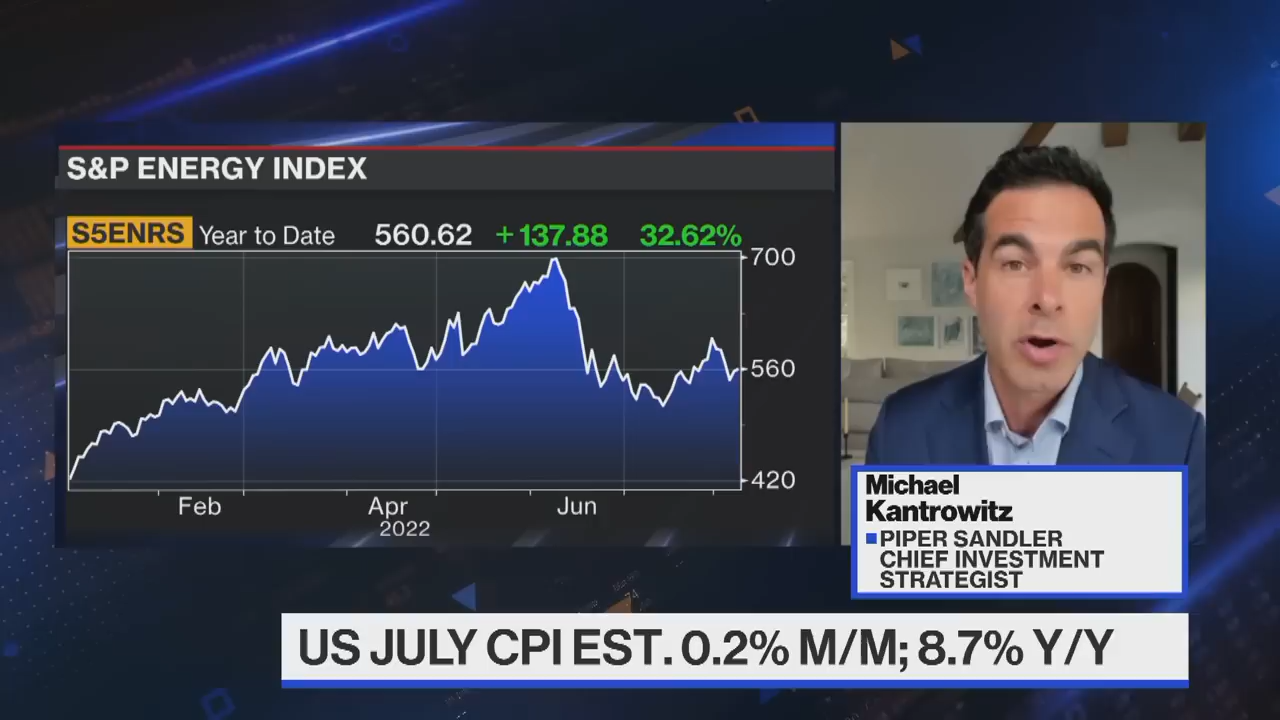 S&P ENERGY INDEX
S5ENRS Year to Date 560.62 +137.88 32.62%
700
560
420
Feb Apr Jun
2022
Michael
Kantrowitz
PIPER SANDLER
CHIEF INVESTMENT
STRATEGIST
US JULY CPI EST. 0.2% M/M; 8.7% Y/Y